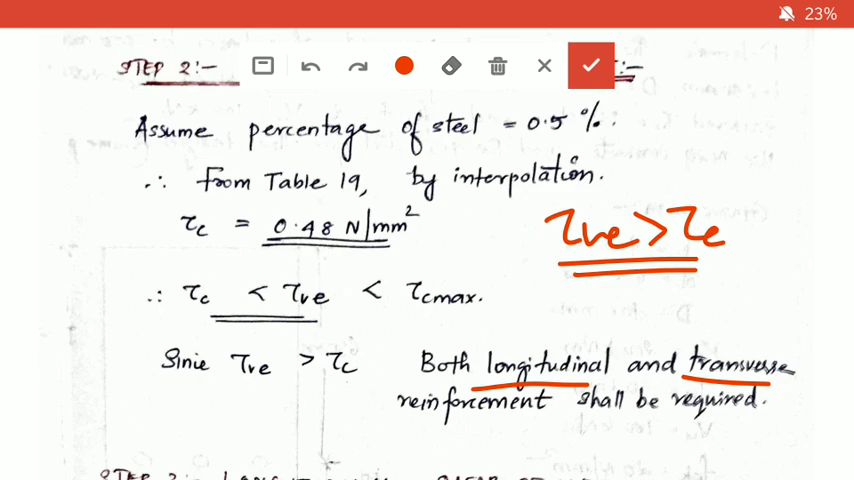 23%
STEP 2:-
Assume percentage of steel = 0.5 %.
∴ from Table 19, by interpolation.
τc = 0.48 N/mm²
τve > τc
∴ τc < τve < τcmax.
Sinie τve > τc Both longitudinal and transverse
reinforcement shall be required.